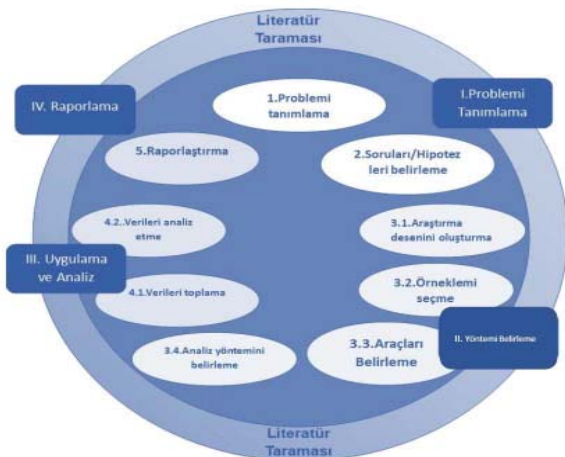 Literatür
Taraması
I.Problemi
Tanımlama
IV. Raporlama
1.Problemi
tanımlama
2.Soruları/Hipotez
leri belirleme
3.1.Araştırma
desenini oluşturma
3.2.Örneklemi
seçme
II. Yöntemi Belirleme
3.3.Araçları
Belirleme
3.4.Analiz yöntemini
belirleme
III. Uygulama
ve Analiz
4.1.Verileri toplama
4.2..Verileri analiz
etme
5.Raporlaştırma
Literatür
Taraması